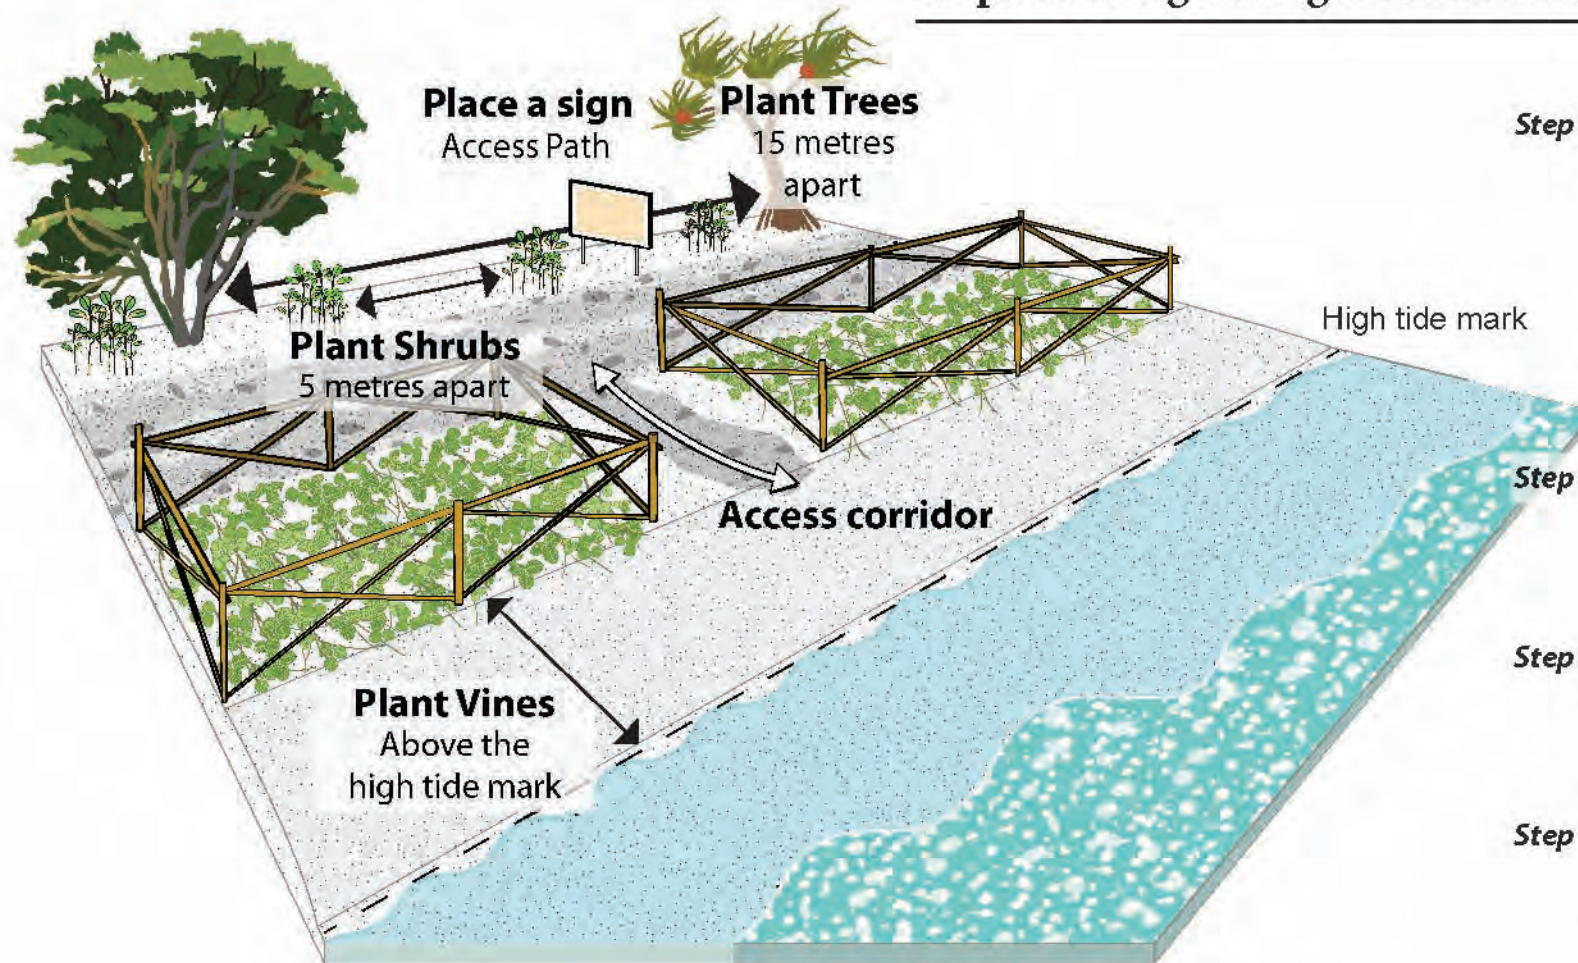 Place a sign
Access Path
Plant Trees
15 metres
apart
Step
High tide mark
Plant Shrubs
5 metres apart
Step
Access corridor
Step
Plant Vines
Above the
high tide mark
Step